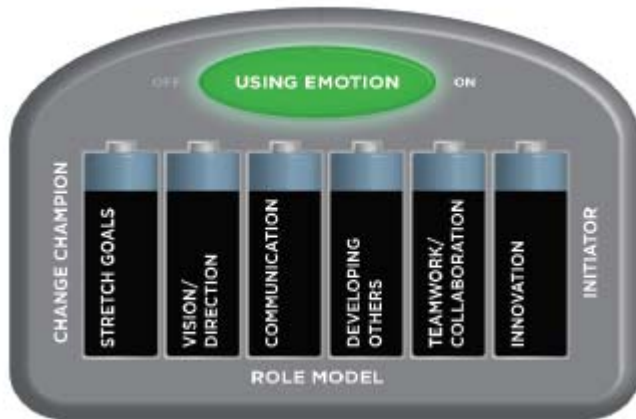 OFF
USING EMOTION
ON
CHANGE CHAMPION
STRETCH GOALS
VISION/
DIRECTION
COMMUNICATION
DEVELOPING
OTHERS
TEAMWORK/
COLLABORATION
INNOVATION
INITIATOR
ROLE MODEL